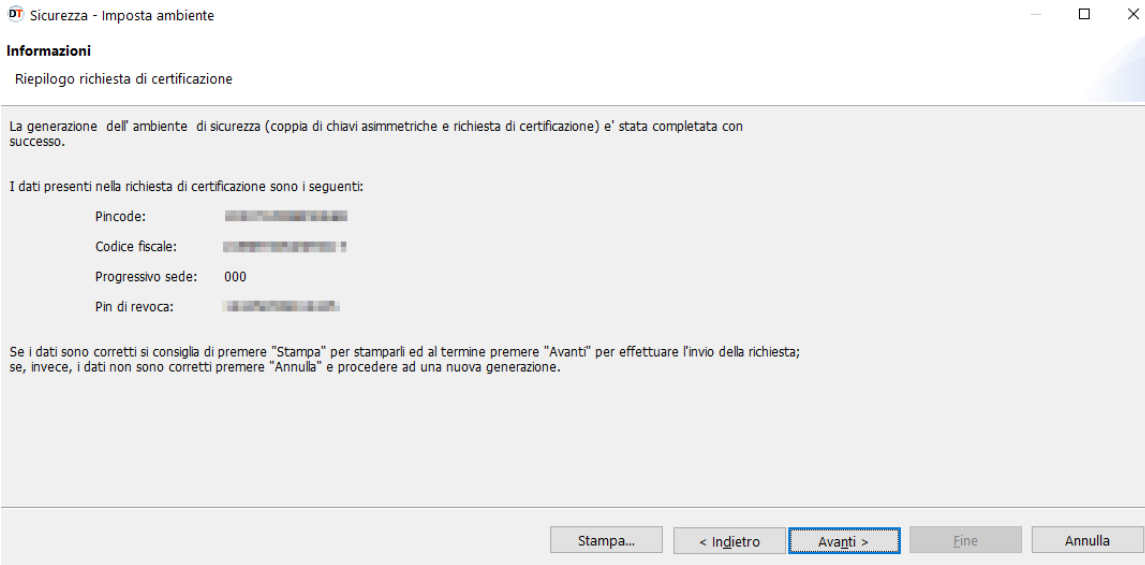 DT Sicurezza - Imposta ambiente
Informazioni
Riepilogo richiesta di certificazione
La generazione dell' ambiente di sicurezza (coppia di chiavi asimmetriche e richiesta di certificazione) e' stata completata con
successo.
I dati presenti nella richiesta di certificazione sono i seguenti:
Pincode:
Codice fiscale:
Progressivo sede: 000
Pin di revoca:
Se i dati sono corretti si consiglia di premere "Stampa" per stamparli ed al termine premere "Avanti" per effettuare l'invio della richiesta;
se, invece, i dati non sono corretti premere "Annulla" e procedere ad una nuova generazione.
Stampa... < Indietro Avanti > Fine Annulla